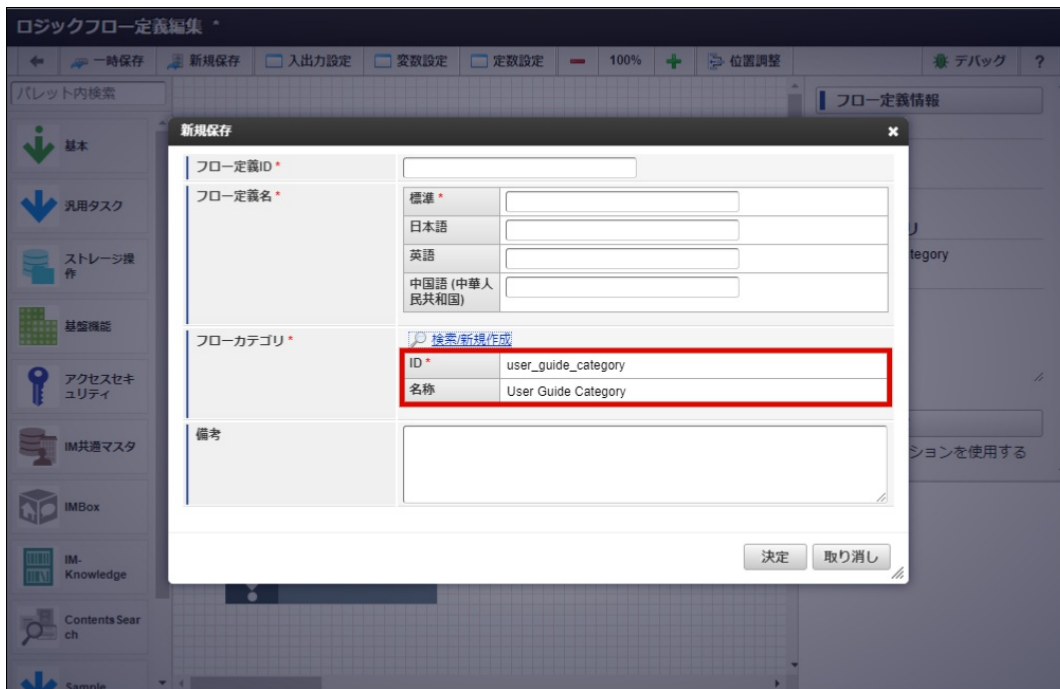 ロジックフロー定義編集 *
一時保存 新規保存 入出力設定 変数設定 定数設定 100% 位置調整 デバッグ ?
パレット内検索
フロー定義情報
基本
汎用タスク
ストレージ操
作
基盤機能
アクセスセキ
ュリティ
IM共通マスタ
IMBox
IM-
Knowledge
ContentsSear
ch
Sample
新規保存
フロー定義ID *
フロー定義名 *
標準 *
日本語
英語
中国語 (中華人
民共和国)
フローカテゴリ *
検索/新規作成
ID * user_guide_category
名称 User Guide Category
備考
決定 取り消し
リ
tegory
ションを使用する